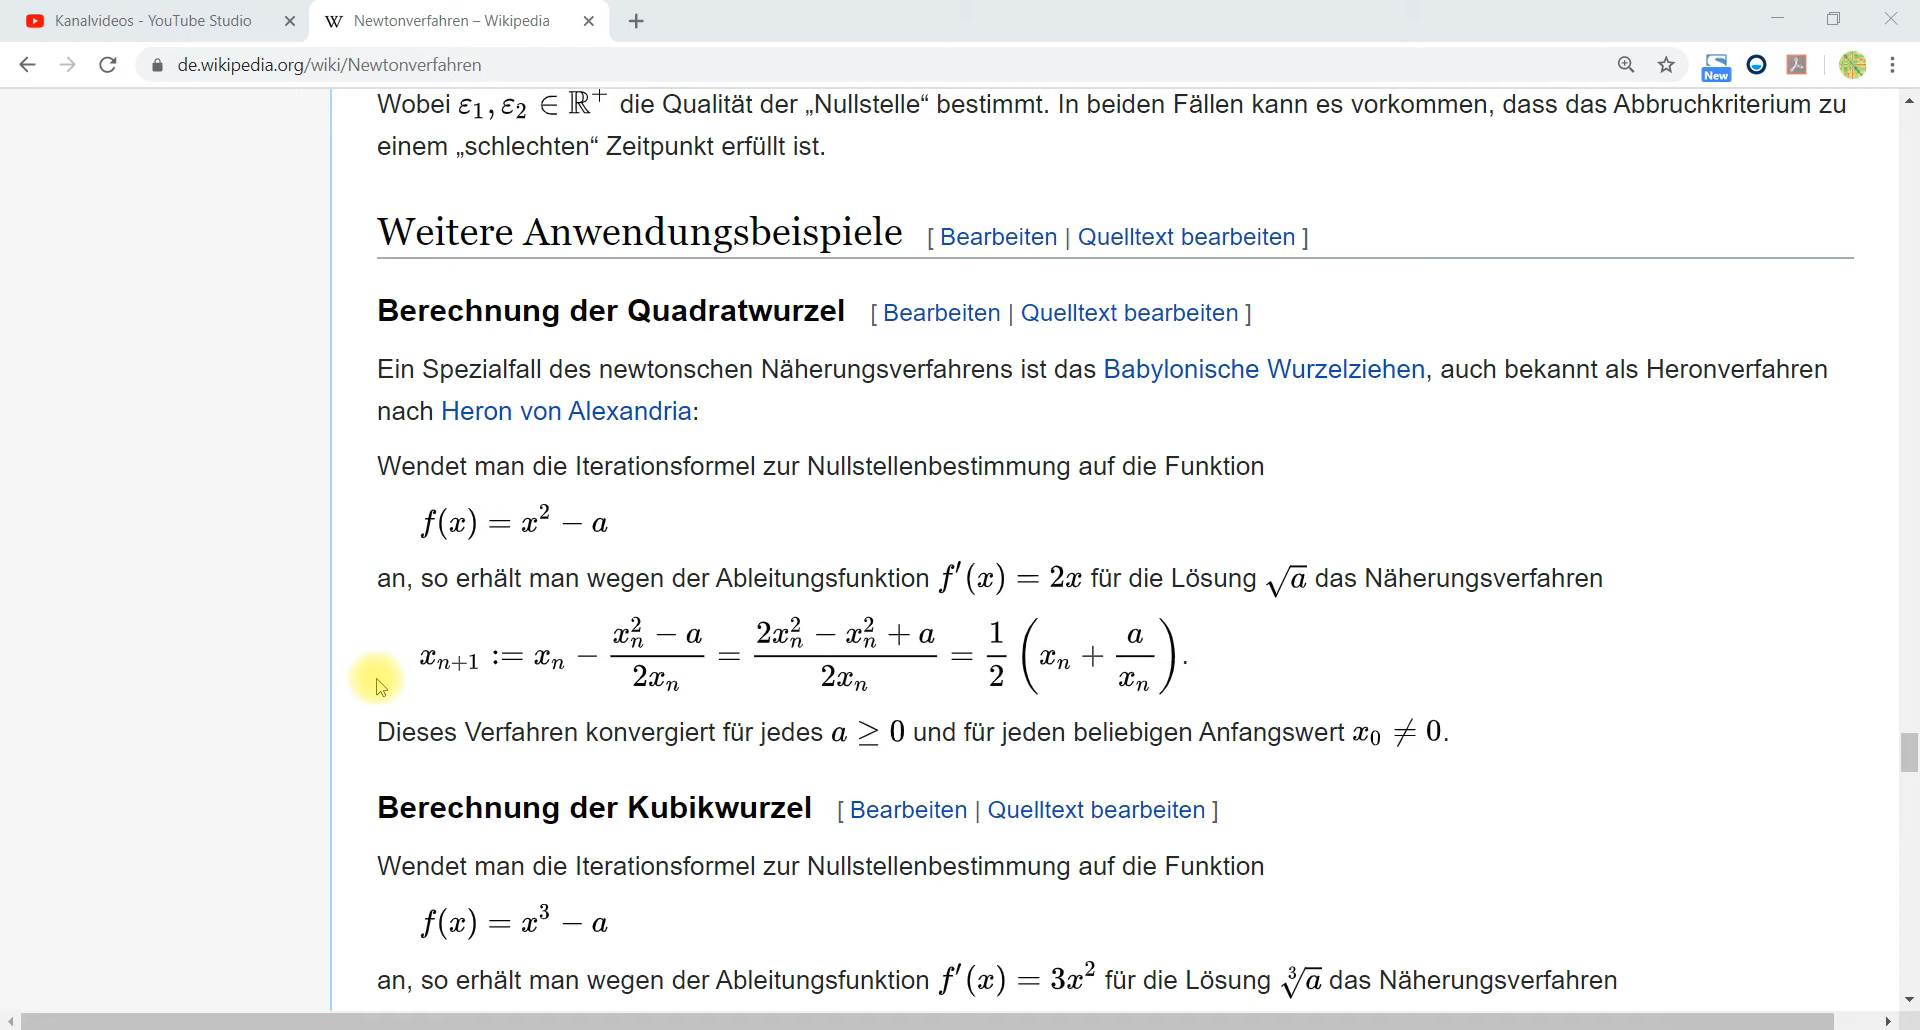 Kanalvideos - YouTube Studio
Newtonverfahren – Wikipedia
de.wikipedia.org/wiki/Newtonverfahren
New
Wobei ε₁, ε₂ ∈ ℝ⁺ die Qualität der „Nullstelle“ bestimmt. In beiden Fällen kann es vorkommen, dass das Abbruchkriterium zu
einem „schlechten“ Zeitpunkt erfüllt ist.
Weitere Anwendungsbeispiele [ Bearbeiten | Quelltext bearbeiten ]
Berechnung der Quadratwurzel [ Bearbeiten | Quelltext bearbeiten ]
Ein Spezialfall des newtonschen Näherungsverfahrens ist das Babylonische Wurzelziehen, auch bekannt als Heronverfahren
nach Heron von Alexandria:
Wendet man die Iterationsformel zur Nullstellenbestimmung auf die Funktion
f(x) = x² − a
an, so erhält man wegen der Ableitungsfunktion f′(x) = 2x für die Lösung √a das Näherungsverfahren
xₙ₊₁ := xₙ − (xₙ² − a)/(2xₙ) = (2xₙ² − xₙ² + a)/(2xₙ) = 1/2 (xₙ + a/xₙ).
Dieses Verfahren konvergiert für jedes a ≥ 0 und für jeden beliebigen Anfangswert x₀ ≠ 0.
Berechnung der Kubikwurzel [ Bearbeiten | Quelltext bearbeiten ]
Wendet man die Iterationsformel zur Nullstellenbestimmung auf die Funktion
f(x) = x³ − a
an, so erhält man wegen der Ableitungsfunktion f′(x) = 3x² für die Lösung ∛a das Näherungsverfahren